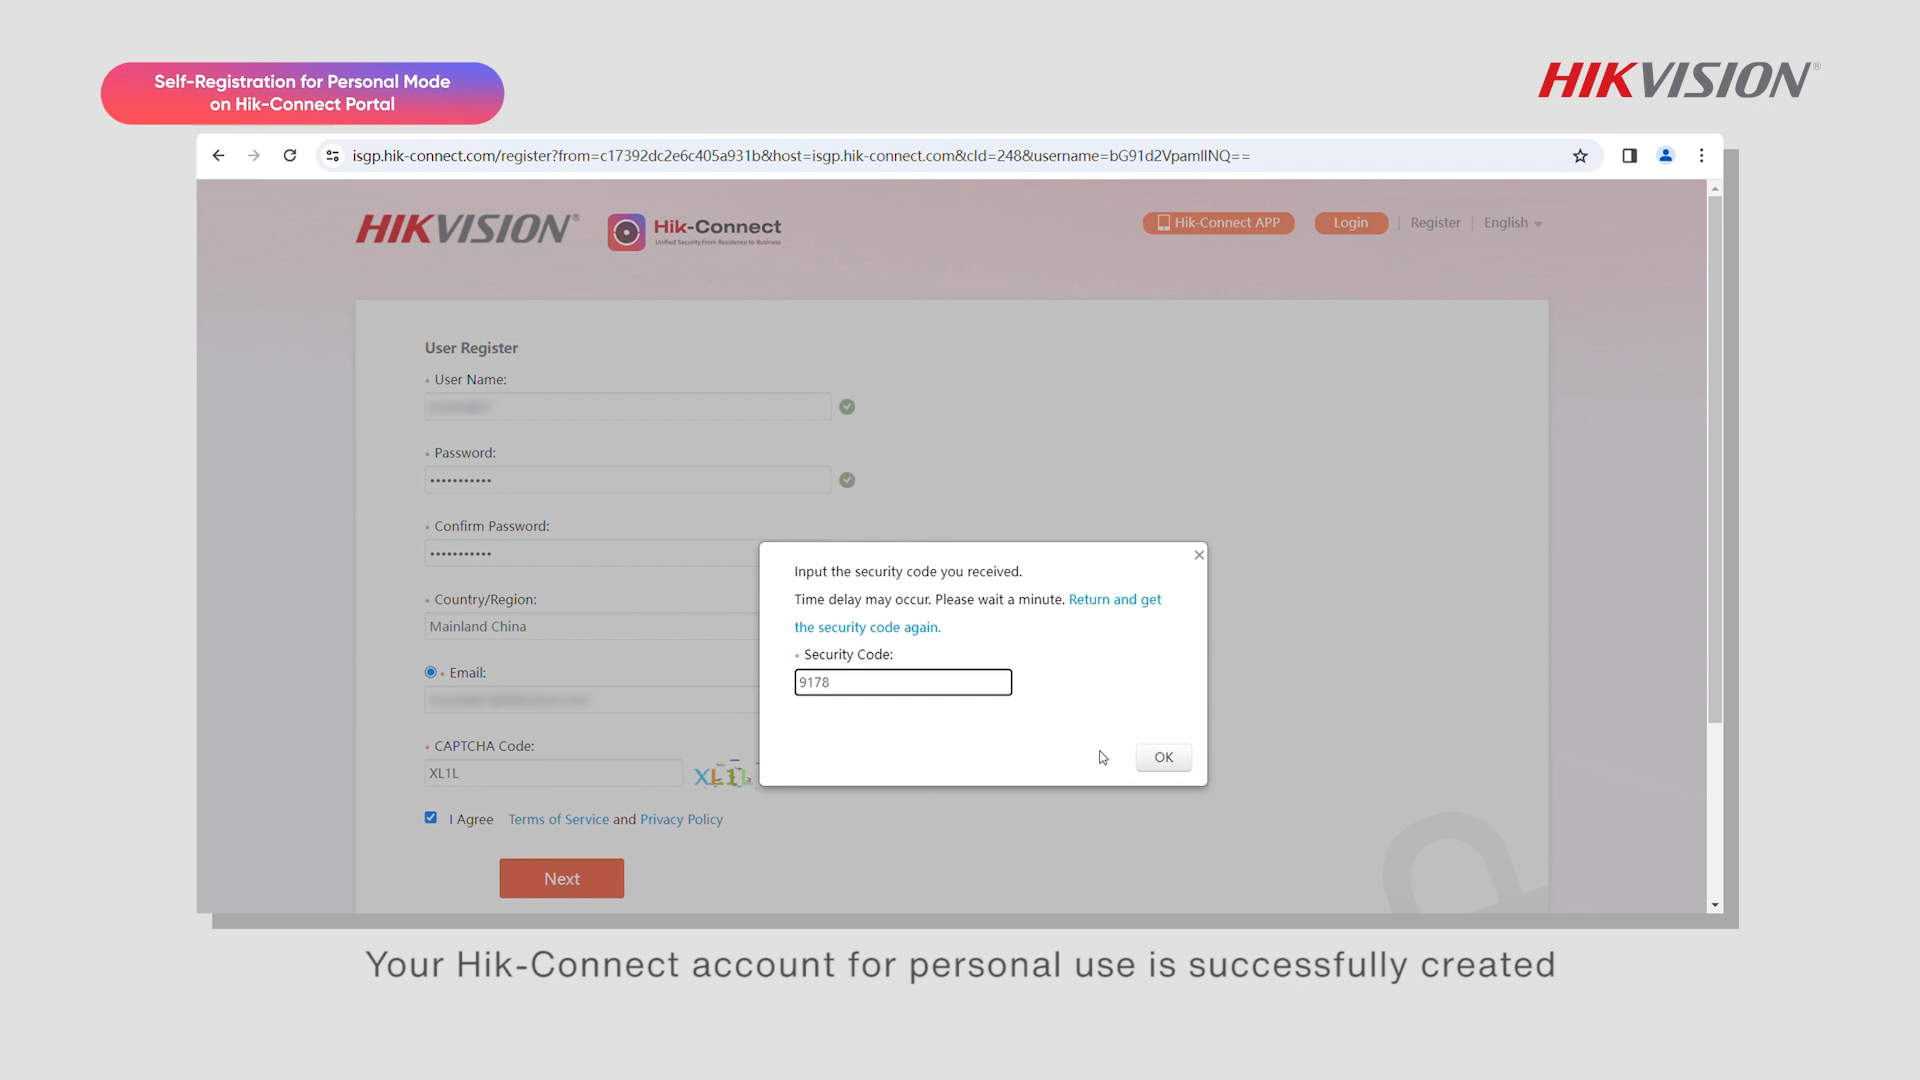 Self-Registration for Personal Mode
on Hik-Connect Portal
HIKVISION®
isgp.hik-connect.com/register?from=c17392dc2e6c405a931b&host=isgp.hik-connect.com&cId=248&username=bG91d2VpamlINQ==
HIKVISION®
Hik-Connect
Unified Security,From Residence to Business
Hik-Connect APP
Login
Register
English
User Register
User Name:
Password:
Confirm Password:
Country/Region:
Mainland China
Email:
CAPTCHA Code:
XL1L
XL1L
I Agree Terms of Service and Privacy Policy
Next
Input the security code you received.
Time delay may occur. Please wait a minute. Return and get
the security code again.
Security Code:
9178
OK
Your Hik-Connect account for personal use is successfully created